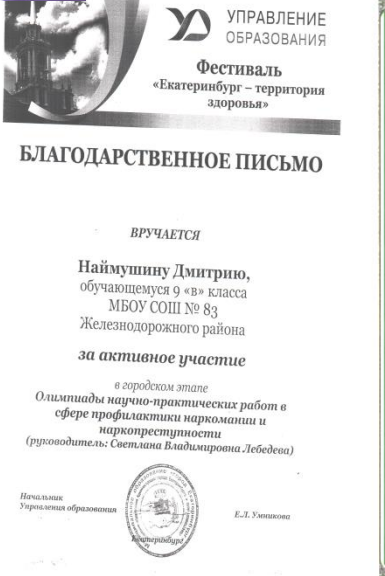 УПРАВЛЕНИЕ
ОБРАЗОВАНИЯ
Фестиваль
«Екатеринбург – территория
здоровья»
БЛАГОДАРСТВЕННОЕ ПИСЬМО
ВРУЧАЕТСЯ
Наймушину Дмитрию,
обучающемуся 9 «в» класса
МБОУ СОШ № 83
Железнодорожного района
за активное участие
в городском этапе
Олимпиады научно-практических работ в
сфере профилактики наркомании и
наркопреступности
(руководитель: Светлана Владимировна Лебедева)
Начальник
Управления образования
Е.Л. Умникова
Екатеринбург